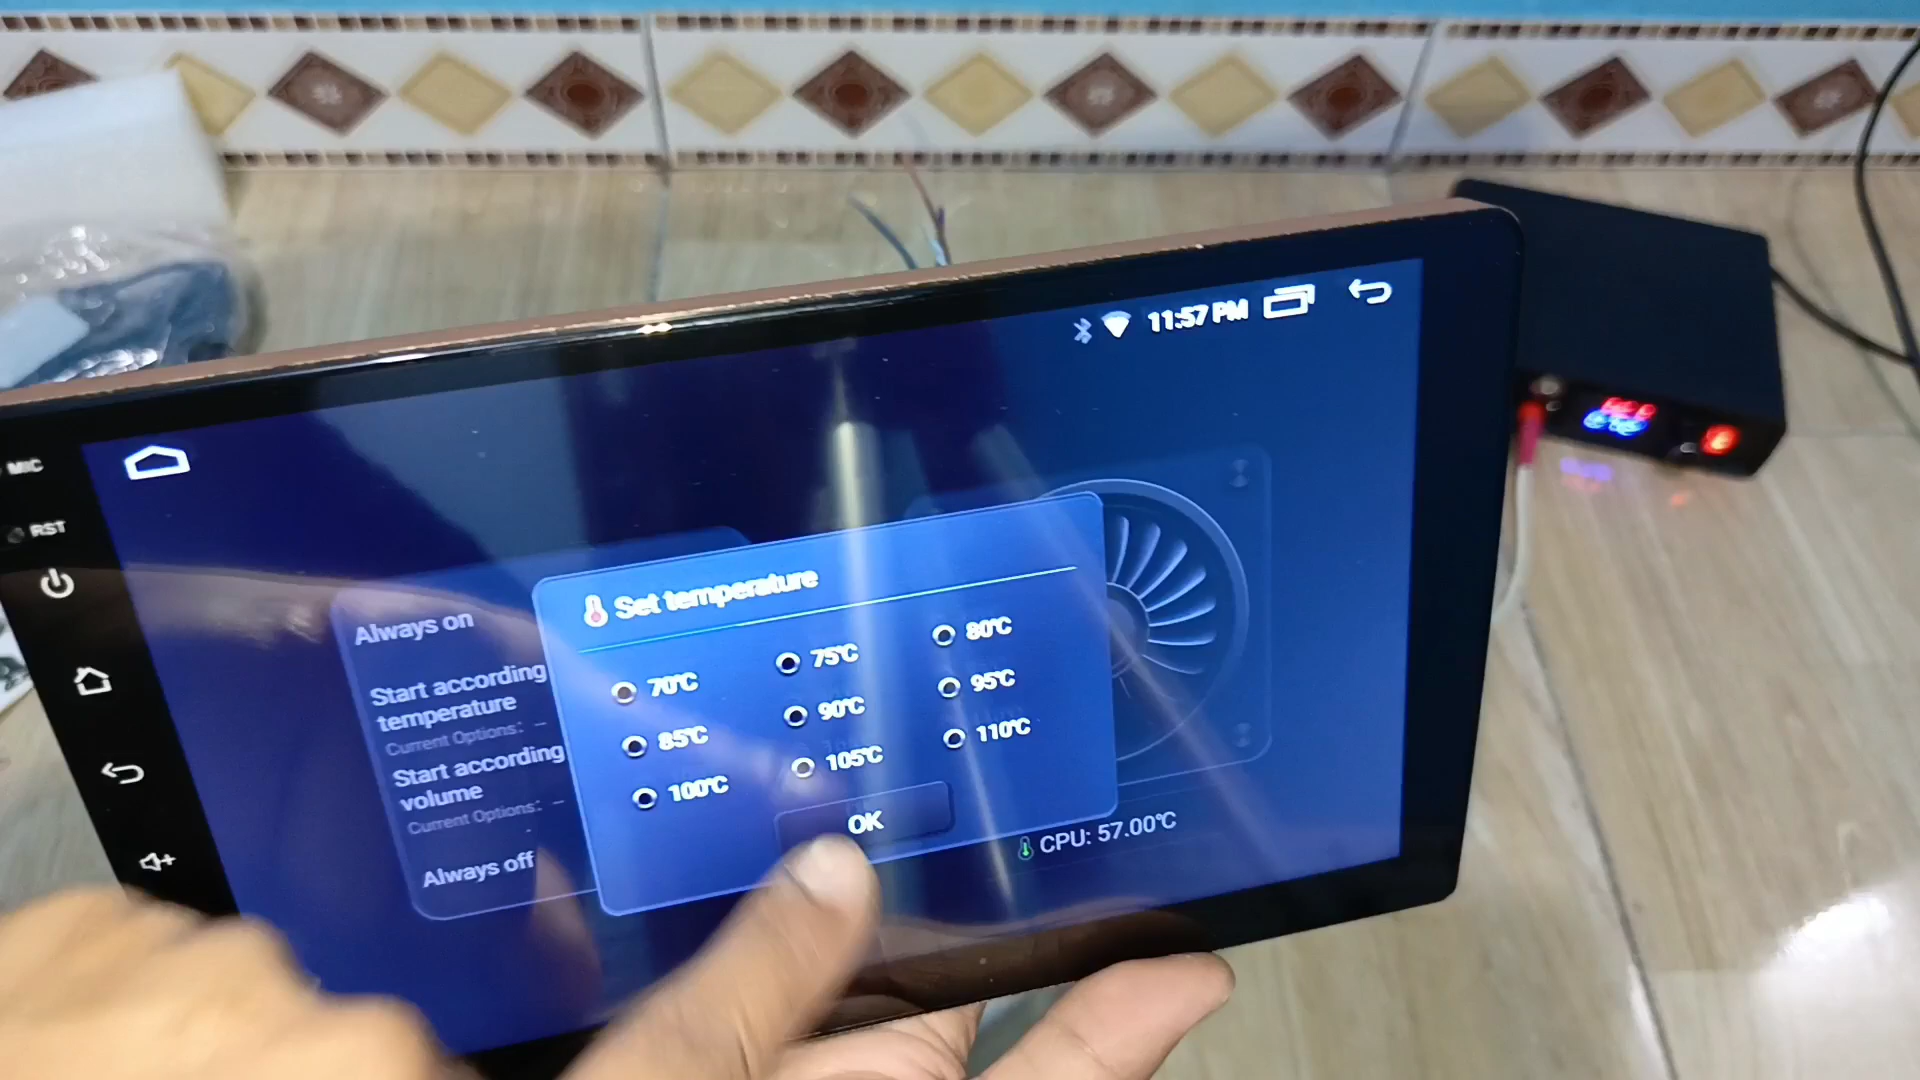 11:57 PM
MIC
RST
Set temperature
70℃
75℃
80℃
85℃
90℃
95℃
100℃
105℃
110℃
OK
Always on
Start according
temperature
Current Options: --
Start according
volume
Current Options: --
Always off
CPU: 57.00℃